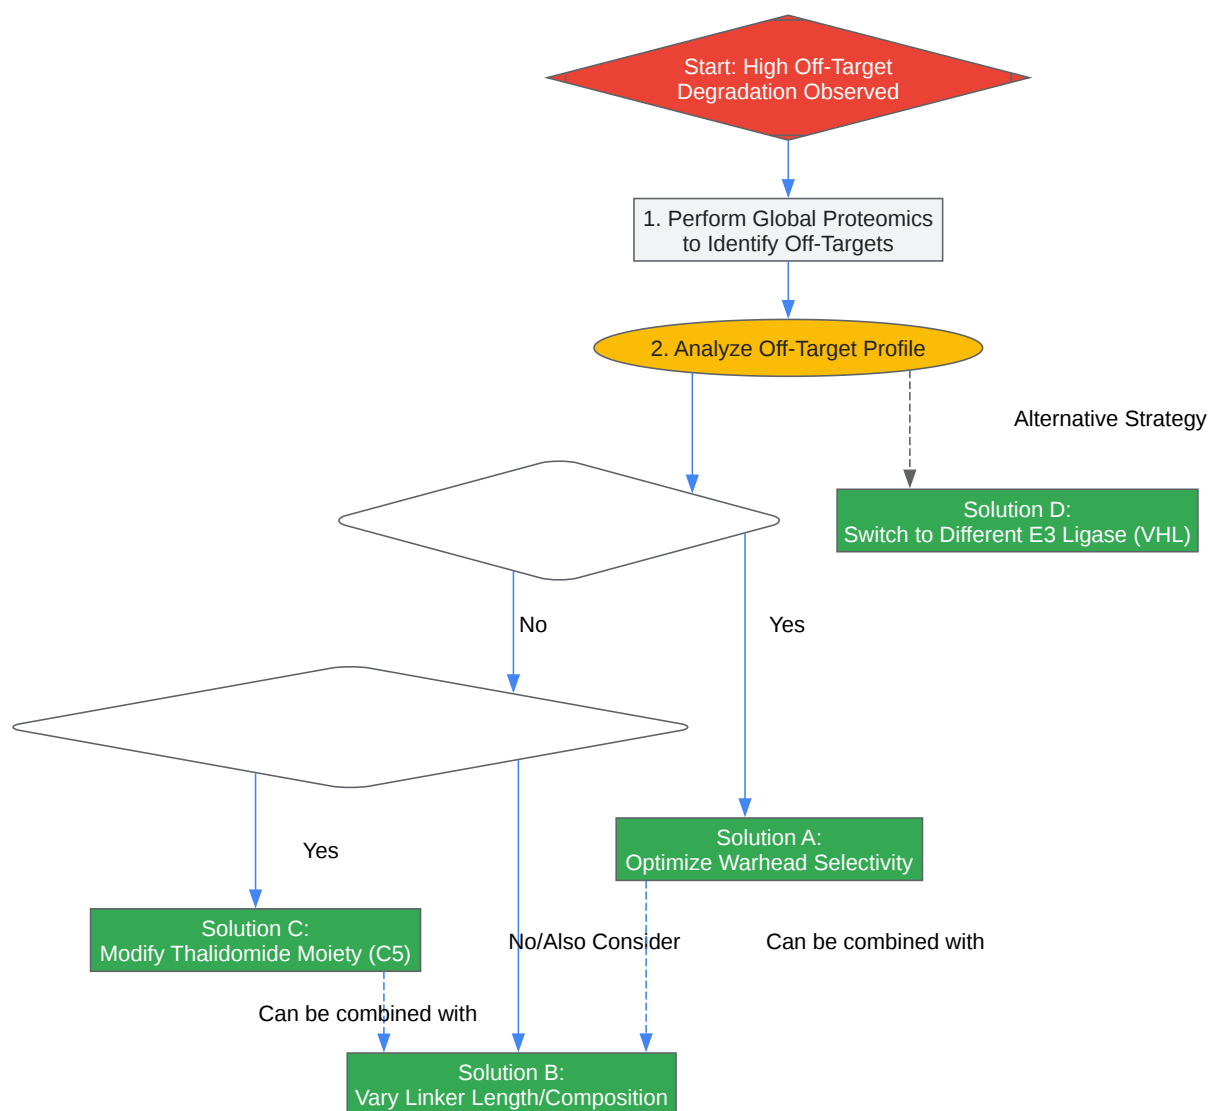 Start: High Off-Target
Degradation Observed
1. Perform Global Proteomics
to Identify Off-Targets
2. Analyze Off-Target Profile
Alternative Strategy
Solution D:
Switch to Different E3 Ligase (VHL)
No
Yes
Solution A:
Optimize Warhead Selectivity
Yes
Solution C:
Modify Thalidomide Moiety (C5)
No/Also Consider
Can be combined with
Can be combined with
Solution B:
Vary Linker Length/Composition